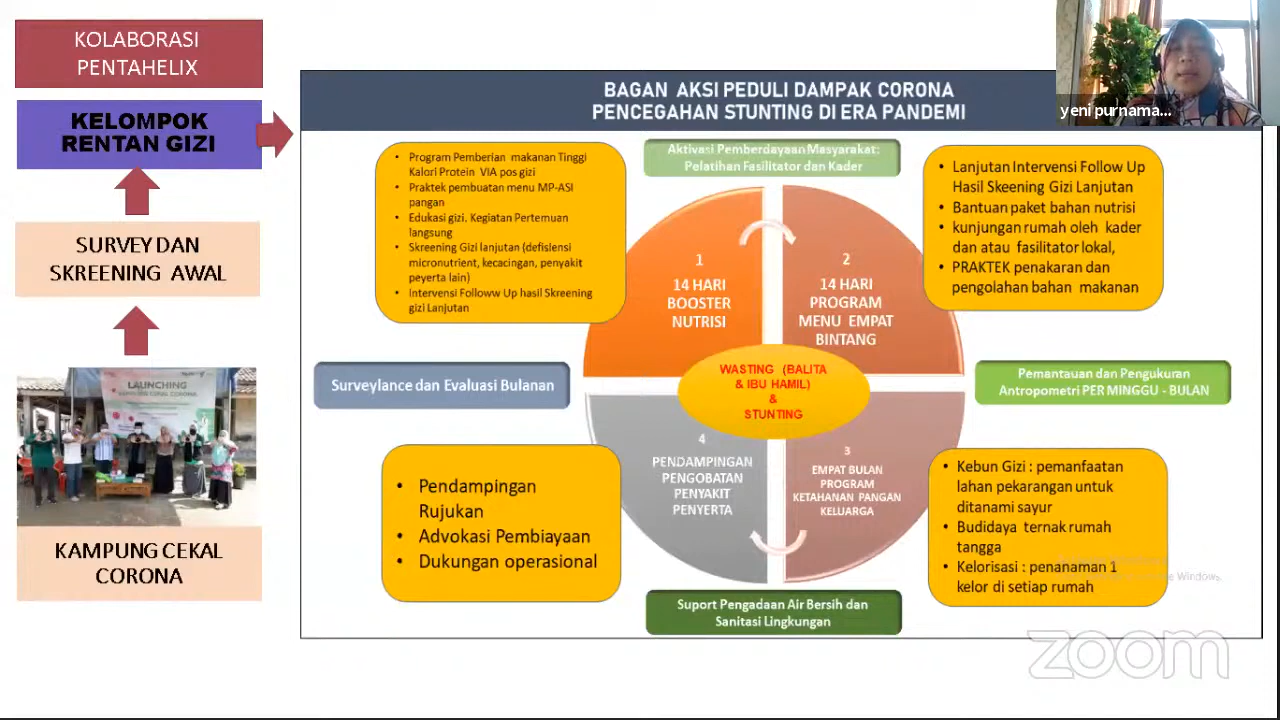 KOLABORASI
PENTAHELIX
KELOMPOK
RENTAN GIZI
SURVEY DAN
SKREENING AWAL
LAUNCHING
KAMPUNG CEKAL
CORONA
BAGAN AKSI PEDULI DAMPAK CORONA
PENCEGAHAN STUNTING DI ERA PANDEMI
yeni purnama...
Aktivasi Pemberdayaan Masyarakat:
Pelatihan Fasilitator dan Kader
• Program Pemberian makanan Tinggi
Kalori Protein VIA pos gizi
• Praktek pembuatan menu MP-ASI
pangan
• Edukasi gizi. Kegiatan Pertemuan
langsung
• Skreening Gizi lanjutan (defisiensi
micronutrient, kecacingan, penyakit
peyerta lain)
• Intervensi Followw Up hasil Skreening
gizi Lanjutan
1
14 HARI
BOOSTER
NUTRISI
2
14 HARI
PROGRAM
MENU EMPAT
BINTANG
• Lanjutan Intervensi Follow Up
Hasil Skeening Gizi Lanjutan
• Bantuan paket bahan nutrisi
• kunjungan rumah oleh kader
dan atau fasilitator lokal,
• PRAKTEK penakaran dan
pengolahan bahan makanan
Surveylance dan Evaluasi Bulanan
WASTING (BALITA
& IBU HAMIL)
&
STUNTING
Pemantauan dan Pengukuran
Antropometri PER MINGGU - BULAN
• Pendampingan
Rujukan
• Advokasi Pembiayaan
• Dukungan operasional
4
PENDAMPINGAN
PENGOBATAN
PENYAKIT
PENYERTA
3
EMPAT BULAN
PROGRAM
KETAHANAN PANGAN
KELUARGA
• Kebun Gizi : pemanfaatan
lahan pekarangan untuk
ditanami sayur
• Budidaya ternak rumah
tangga
• Kelorisasi : penanaman 1
kelor di setiap rumah
Windows.
Suport Pengadaan Air Bersih dan
Sanitasi Lingkungan
zoom